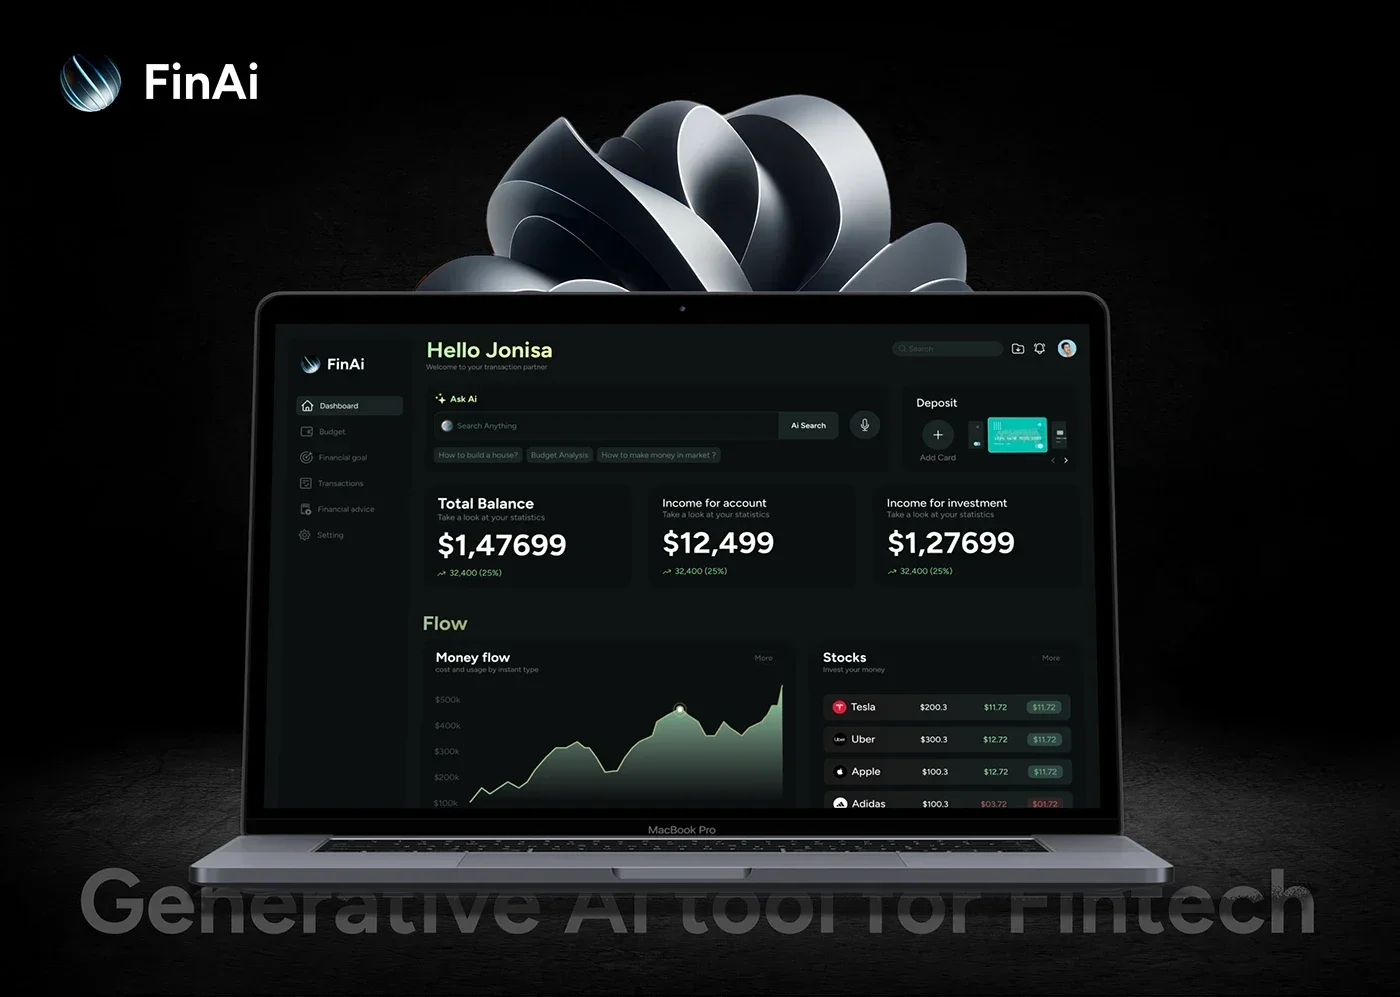 FinAi
FinAi
Hello Jonisa
Welcome to your transaction partner
Search
Dashboard
Budget
Financial goal
Transactions
Financial advice
Setting
Ask Ai
Search Anything
Ai Search
How to build a house?
Budget Analysis
How to make money in market ?
Deposit
Add Card
Total Balance
Take a look at your statistics
$1,47699
32,400 (25%)
Income for account
Take a look at your statistics
$12,499
32,400 (25%)
Income for investment
Take a look at your statistics
$1,27699
32,400 (25%)
Flow
Money flow
More
cost and usage by instant type
$500k
$400k
$300k
$200k
$100k
Stocks
More
Invest your money
Tesla $200.3 $11.72 $11.72
Uber
Uber $300.3 $12.72 $11.72
Apple $100.3 $12.72 $11.72
Adidas $100.3 $03.72 $01.72
MacBook Pro
Generative AI tool for Fintech